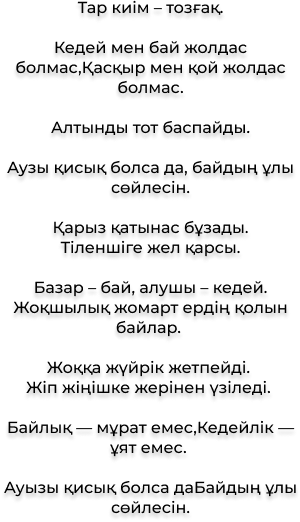 Тар киім – тозғақ.
Кедей мен бай жолдас
болмас,Қасқыр мен қой жолдас
болмас.
Алтынды тот баспайды.
Аузы қисық болса да, байдың ұлы
сөйлесін.
Қарыз қатынас бұзады.
Тіленшіге жел қарсы.
Базар – бай, алушы – кедей.
Жоқшылық жомарт ердің қолын
байлар.
Жоққа жүйрік жетпейді.
Жіп жіңішке жерінен үзіледі.
Байлық — мұрат емес,Кедейлік —
ұят емес.
Ауызы қисық болса даБайдың ұлы
сөйлесін.